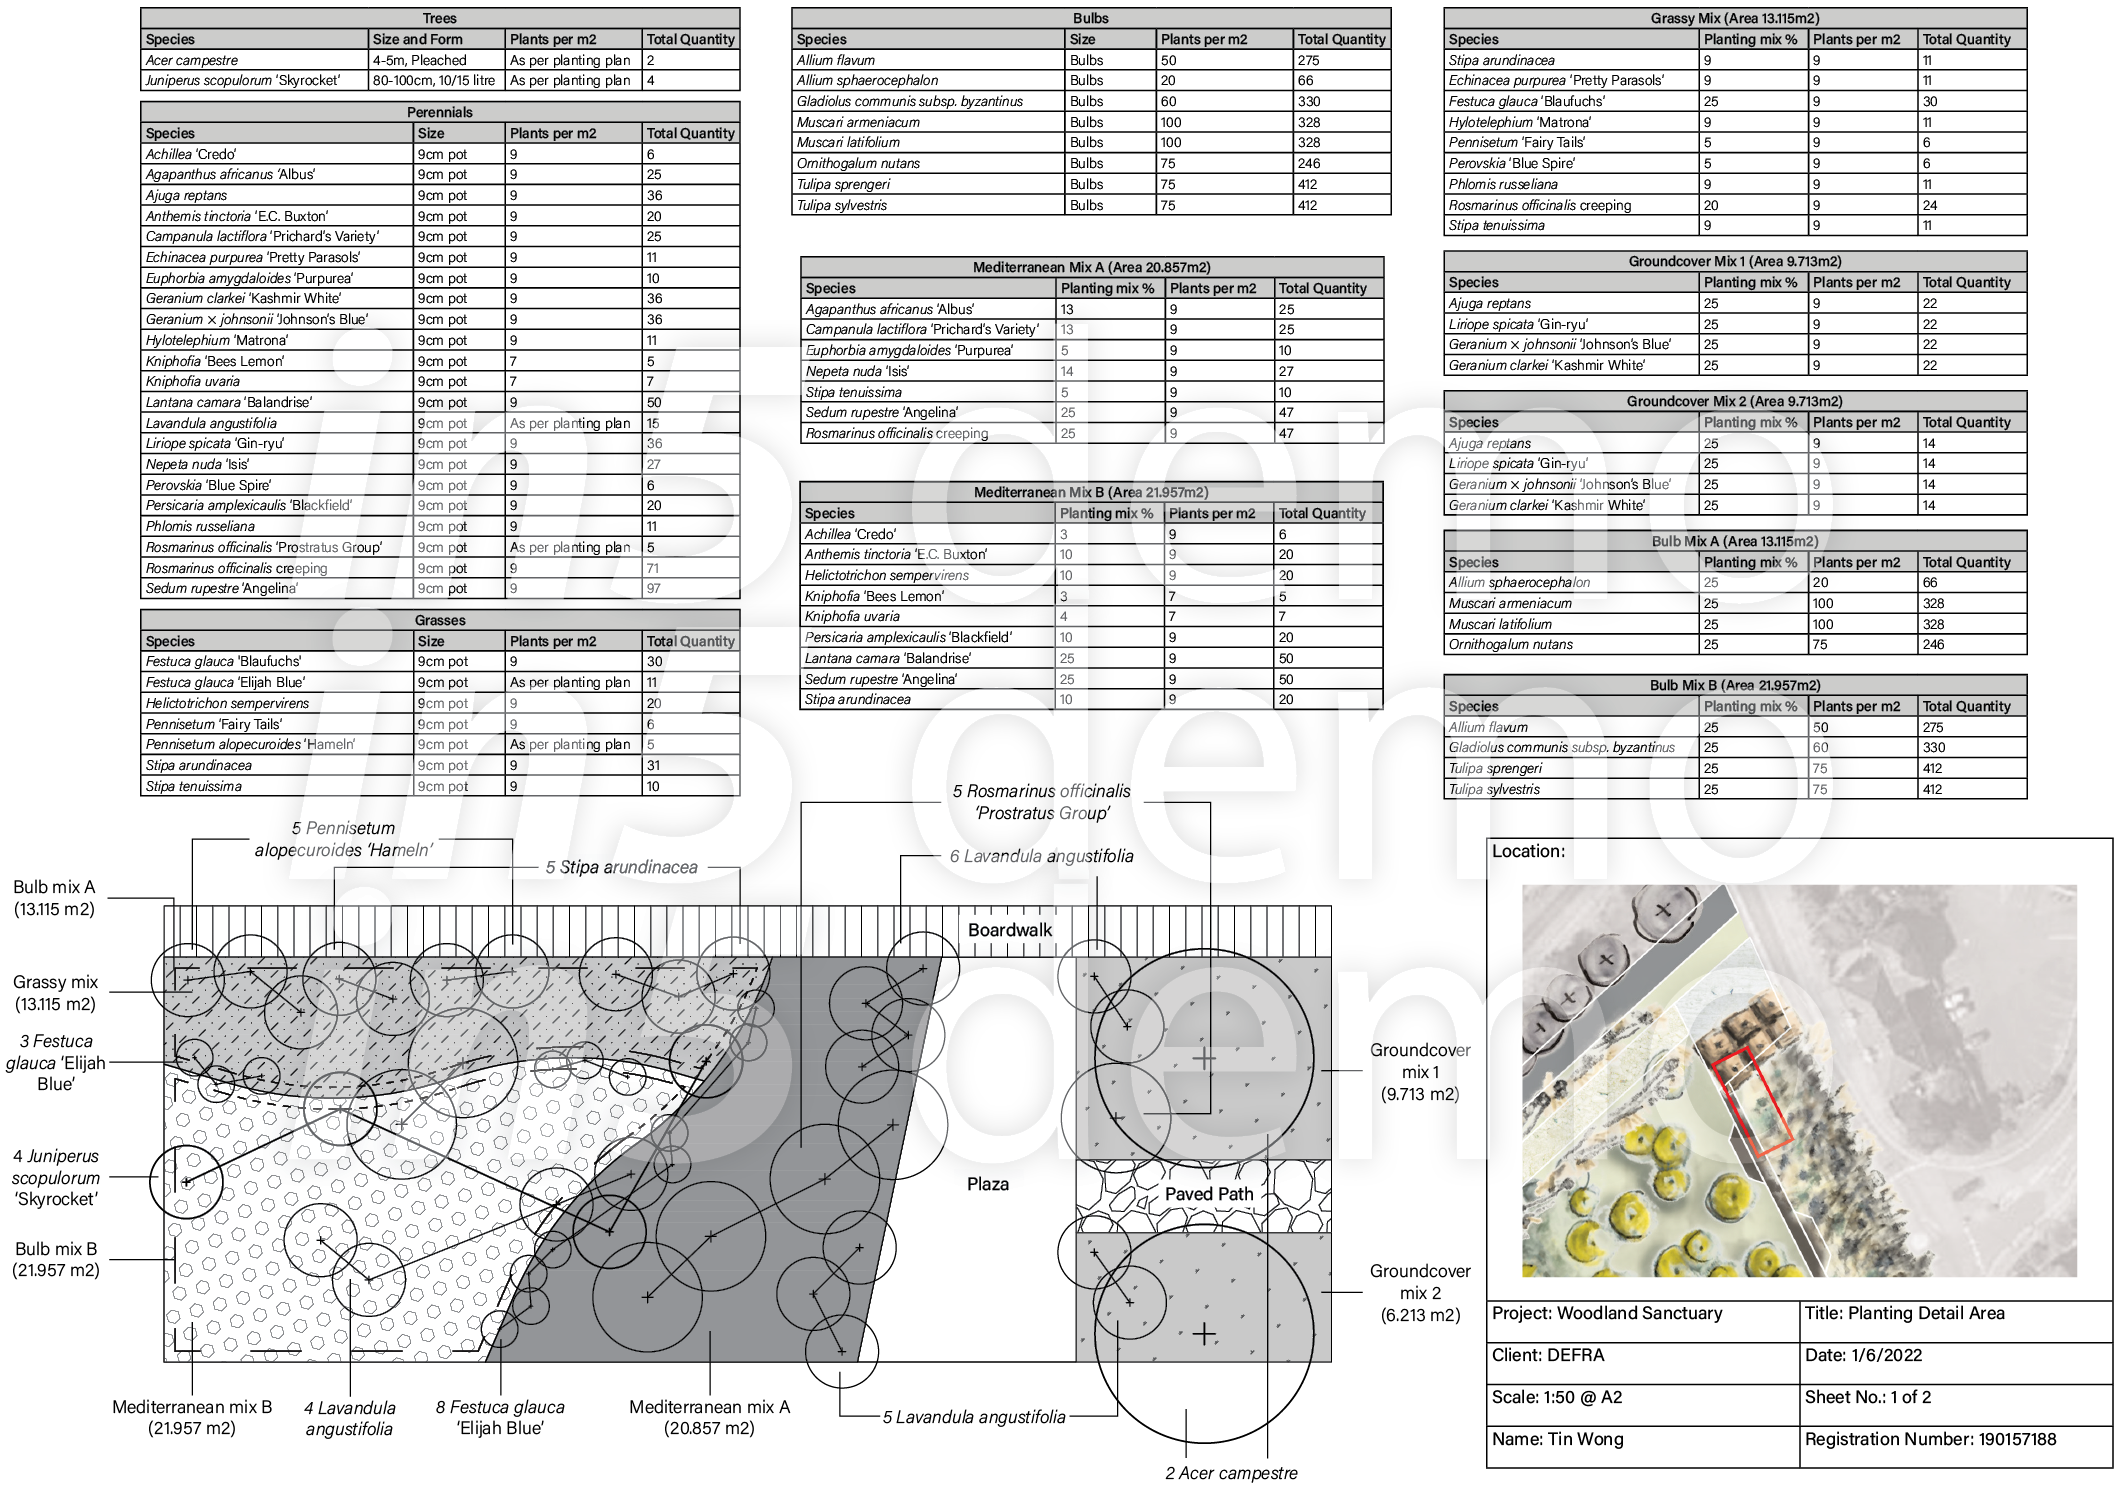 Trees
Species Size and Form Plants per m2 Total Quantity
Acer campestre 4-5m, Pleached As per planting plan 2
Juniperus scopulorum 'Skyrocket' 80-100cm, 10/15 litre As per planting plan 4
Perennials
Species Size Plants per m2 Total Quantity
Achillea 'Credo' 9cm pot 9 6
Agapanthus africanus 'Albus' 9cm pot 9 25
Ajuga reptans 9cm pot 9 36
Anthemis tinctoria 'E.C. Buxton' 9cm pot 9 20
Campanula lactiflora 'Prichard's Variety' 9cm pot 9 25
Echinacea purpurea 'Pretty Parasols' 9cm pot 9 11
Euphorbia amygdaloides 'Purpurea' 9cm pot 9 10
Geranium clarkei 'Kashmir White' 9cm pot 9 36
Geranium × johnsonii 'Johnson's Blue' 9cm pot 9 36
Hylotelephium 'Matrona' 9cm pot 9 11
Kniphofia 'Bees Lemon' 9cm pot 7 5
Kniphofia uvaria 9cm pot 7 7
Lantana camara 'Balandrise' 9cm pot 9 50
Lavandula angustifolia 9cm pot As per planting plan 15
Liriope spicata 'Gin-ryu' 9cm pot 9 36
Nepeta nuda 'Isis' 9cm pot 9 27
Perovskia 'Blue Spire' 9cm pot 9 6
Persicaria amplexicaulis 'Blackfield' 9cm pot 9 20
Phlomis russeliana 9cm pot 9 11
Rosmarinus officinalis 'Prostratus Group' 9cm pot As per planting plan 5
Rosmarinus officinalis creeping 9cm pot 9 71
Sedum rupestre 'Angelina' 9cm pot 9 97
Grasses
Species Size Plants per m2 Total Quantity
Festuca glauca 'Blaufuchs' 9cm pot 9 30
Festuca glauca 'Elijah Blue' 9cm pot As per planting plan 11
Helictotrichon sempervirens 9cm pot 9 20
Pennisetum 'Fairy Tails' 9cm pot 9 6
Pennisetum alopecuroides 'Hameln' 9cm pot As per planting plan 5
Stipa arundinacea 9cm pot 9 31
Stipa tenuissima 9cm pot 9 10
Bulbs
Species Size Plants per m2 Total Quantity
Allium flavum Bulbs 50 275
Allium sphaerocephalon Bulbs 20 66
Gladiolus communis subsp. byzantinus Bulbs 60 330
Muscari armeniacum Bulbs 100 328
Muscari latifolium Bulbs 100 328
Ornithogalum nutans Bulbs 75 246
Tulipa sprengeri Bulbs 75 412
Tulipa sylvestris Bulbs 75 412
Mediterranean Mix A (Area 20.857m2)
Species Planting mix % Plants per m2 Total Quantity
Agapanthus africanus 'Albus' 13 9 25
Campanula lactiflora 'Prichard's Variety' 13 9 25
Euphorbia amygdaloides 'Purpurea' 5 9 10
Nepeta nuda 'Isis' 14 9 27
Stipa tenuissima 5 9 10
Sedum rupestre 'Angelina' 25 9 47
Rosmarinus officinalis creeping 25 9 47
Mediterranean Mix B (Area 21.957m2)
Species Planting mix % Plants per m2 Total Quantity
Achillea 'Credo' 3 9 6
Anthemis tinctoria 'E.C. Buxton' 10 9 20
Helictotrichon sempervirens 10 9 20
Kniphofia 'Bees Lemon' 3 7 5
Kniphofia uvaria 4 7 7
Persicaria amplexicaulis 'Blackfield' 10 9 20
Lantana camara 'Balandrise' 25 9 50
Sedum rupestre 'Angelina' 25 9 50
Stipa arundinacea 10 9 20
Grassy Mix (Area 13.115m2)
Species Planting mix % Plants per m2 Total Quantity
Stipa arundinacea 9 9 11
Echinacea purpurea 'Pretty Parasols' 9 9 11
Festuca glauca 'Blaufuchs' 25 9 30
Hylotelephium 'Matrona' 9 9 11
Pennisetum 'Fairy Tails' 5 9 6
Perovskia 'Blue Spire' 5 9 6
Phlomis russeliana 9 9 11
Rosmarinus officinalis creeping 20 9 24
Stipa tenuissima 9 9 11
Groundcover Mix 1 (Area 9.713m2)
Species Planting mix % Plants per m2 Total Quantity
Ajuga reptans 25 9 22
Liriope spicata 'Gin-ryu' 25 9 22
Geranium × johnsonii 'Johnson's Blue' 25 9 22
Geranium clarkei 'Kashmir White' 25 9 22
Groundcover Mix 2 (Area 9.713m2)
Species Planting mix % Plants per m2 Total Quantity
Ajuga reptans 25 9 14
Liriope spicata 'Gin-ryu' 25 9 14
Geranium × johnsonii 'Johnson's Blue' 25 9 14
Geranium clarkei 'Kashmir White' 25 9 14
Bulb Mix A (Area 13.115m2)
Species Planting mix % Plants per m2 Total Quantity
Allium sphaerocephalon 25 20 66
Muscari armeniacum 25 100 328
Muscari latifolium 25 100 328
Ornithogalum nutans 25 75 246
Bulb Mix B (Area 21.957m2)
Species Planting mix % Plants per m2 Total Quantity
Allium flavum 25 50 275
Gladiolus communis subsp. byzantinus 25 60 330
Tulipa sprengeri 25 75 412
Tulipa sylvestris 25 75 412
5 Pennisetum
alopecuroides 'Hameln'
5 Stipa arundinacea
5 Rosmarinus officinalis
'Prostratus Group'
6 Lavandula angustifolia
Bulb mix A
(13.115 m2)
Grassy mix
(13.115 m2)
3 Festuca
glauca 'Elijah
Blue'
4 Juniperus
scopulorum
'Skyrocket'
Bulb mix B
(21.957 m2)
Boardwalk
Plaza
Paved Path
Groundcover
mix 1
(9.713 m2)
Groundcover
mix 2
(6.213 m2)
Mediterranean mix B
(21.957 m2)
4 Lavandula
angustifolia
8 Festuca glauca
'Elijah Blue'
Mediterranean mix A
(20.857 m2)
5 Lavandula angustifolia
2 Acer campestre
Location:
Project: Woodland Sanctuary
Title: Planting Detail Area
Client: DEFRA
Date: 1/6/2022
Scale: 1:50 @ A2
Sheet No.: 1 of 2
Name: Tin Wong
Registration Number: 190157188
in5 demo
in5 demo
in5 demo